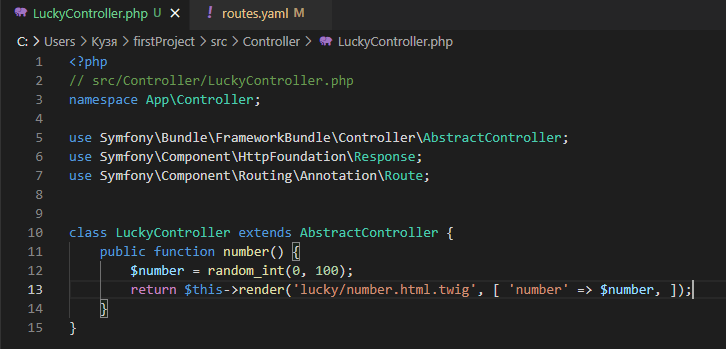 LuckyController.php U × ! routes.yaml
C: > Users > Кузя > firstProject > src > Controller > LuckyController.php
1 <?php
2 // src/Controller/LuckyController.php
3 namespace App\Controller;
4
5 use Symfony\Bundle\FrameworkBundle\Controller\AbstractController;
6 use Symfony\Component\HttpFoundation\Response;
7 use Symfony\Component\Routing\Annotation\Route;
8
9
10 class LuckyController extends AbstractController {
11 public function number() {
12 $number = random_int(0, 100);
13 return $this->render('lucky/number.html.twig', [ 'number' => $number, ]);
14 }
15 }